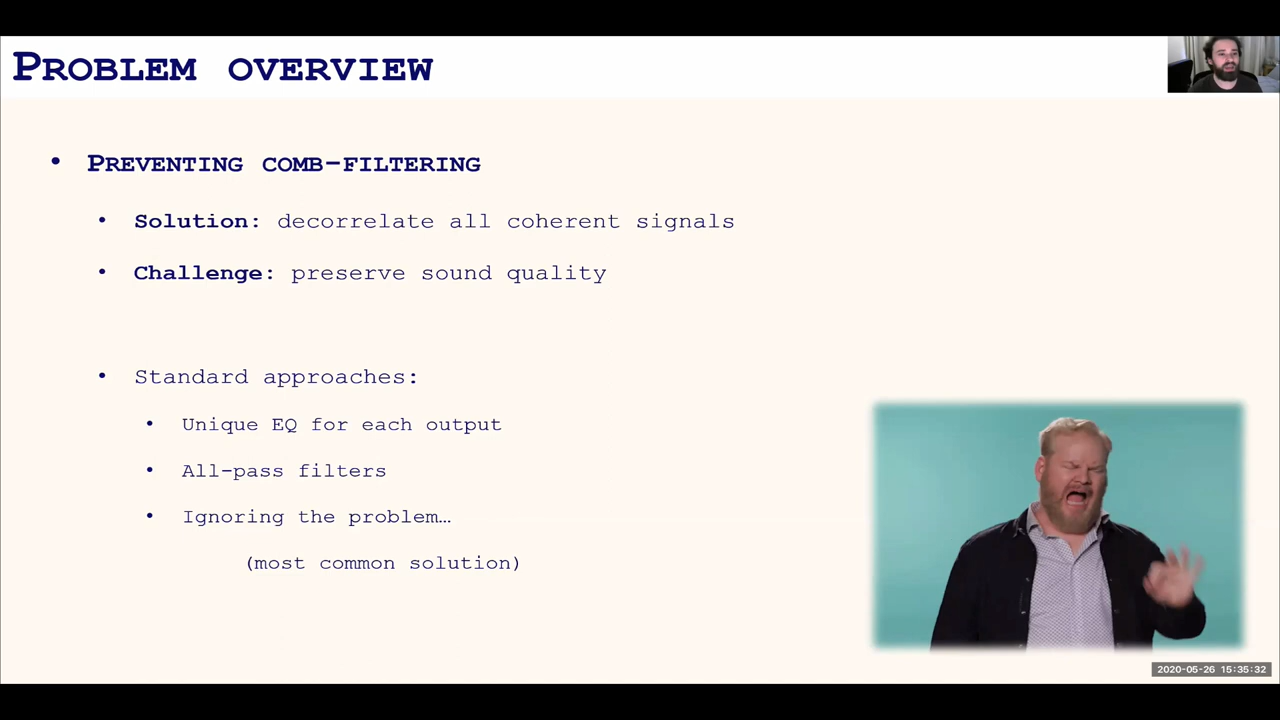 Problem overview
• Preventing comb-filtering
• Solution: decorrelate all coherent signals
• Challenge: preserve sound quality
• Standard approaches:
• Unique EQ for each output
• All-pass filters
• Ignoring the problem…
(most common solution)
2020-05-26 15:35:32